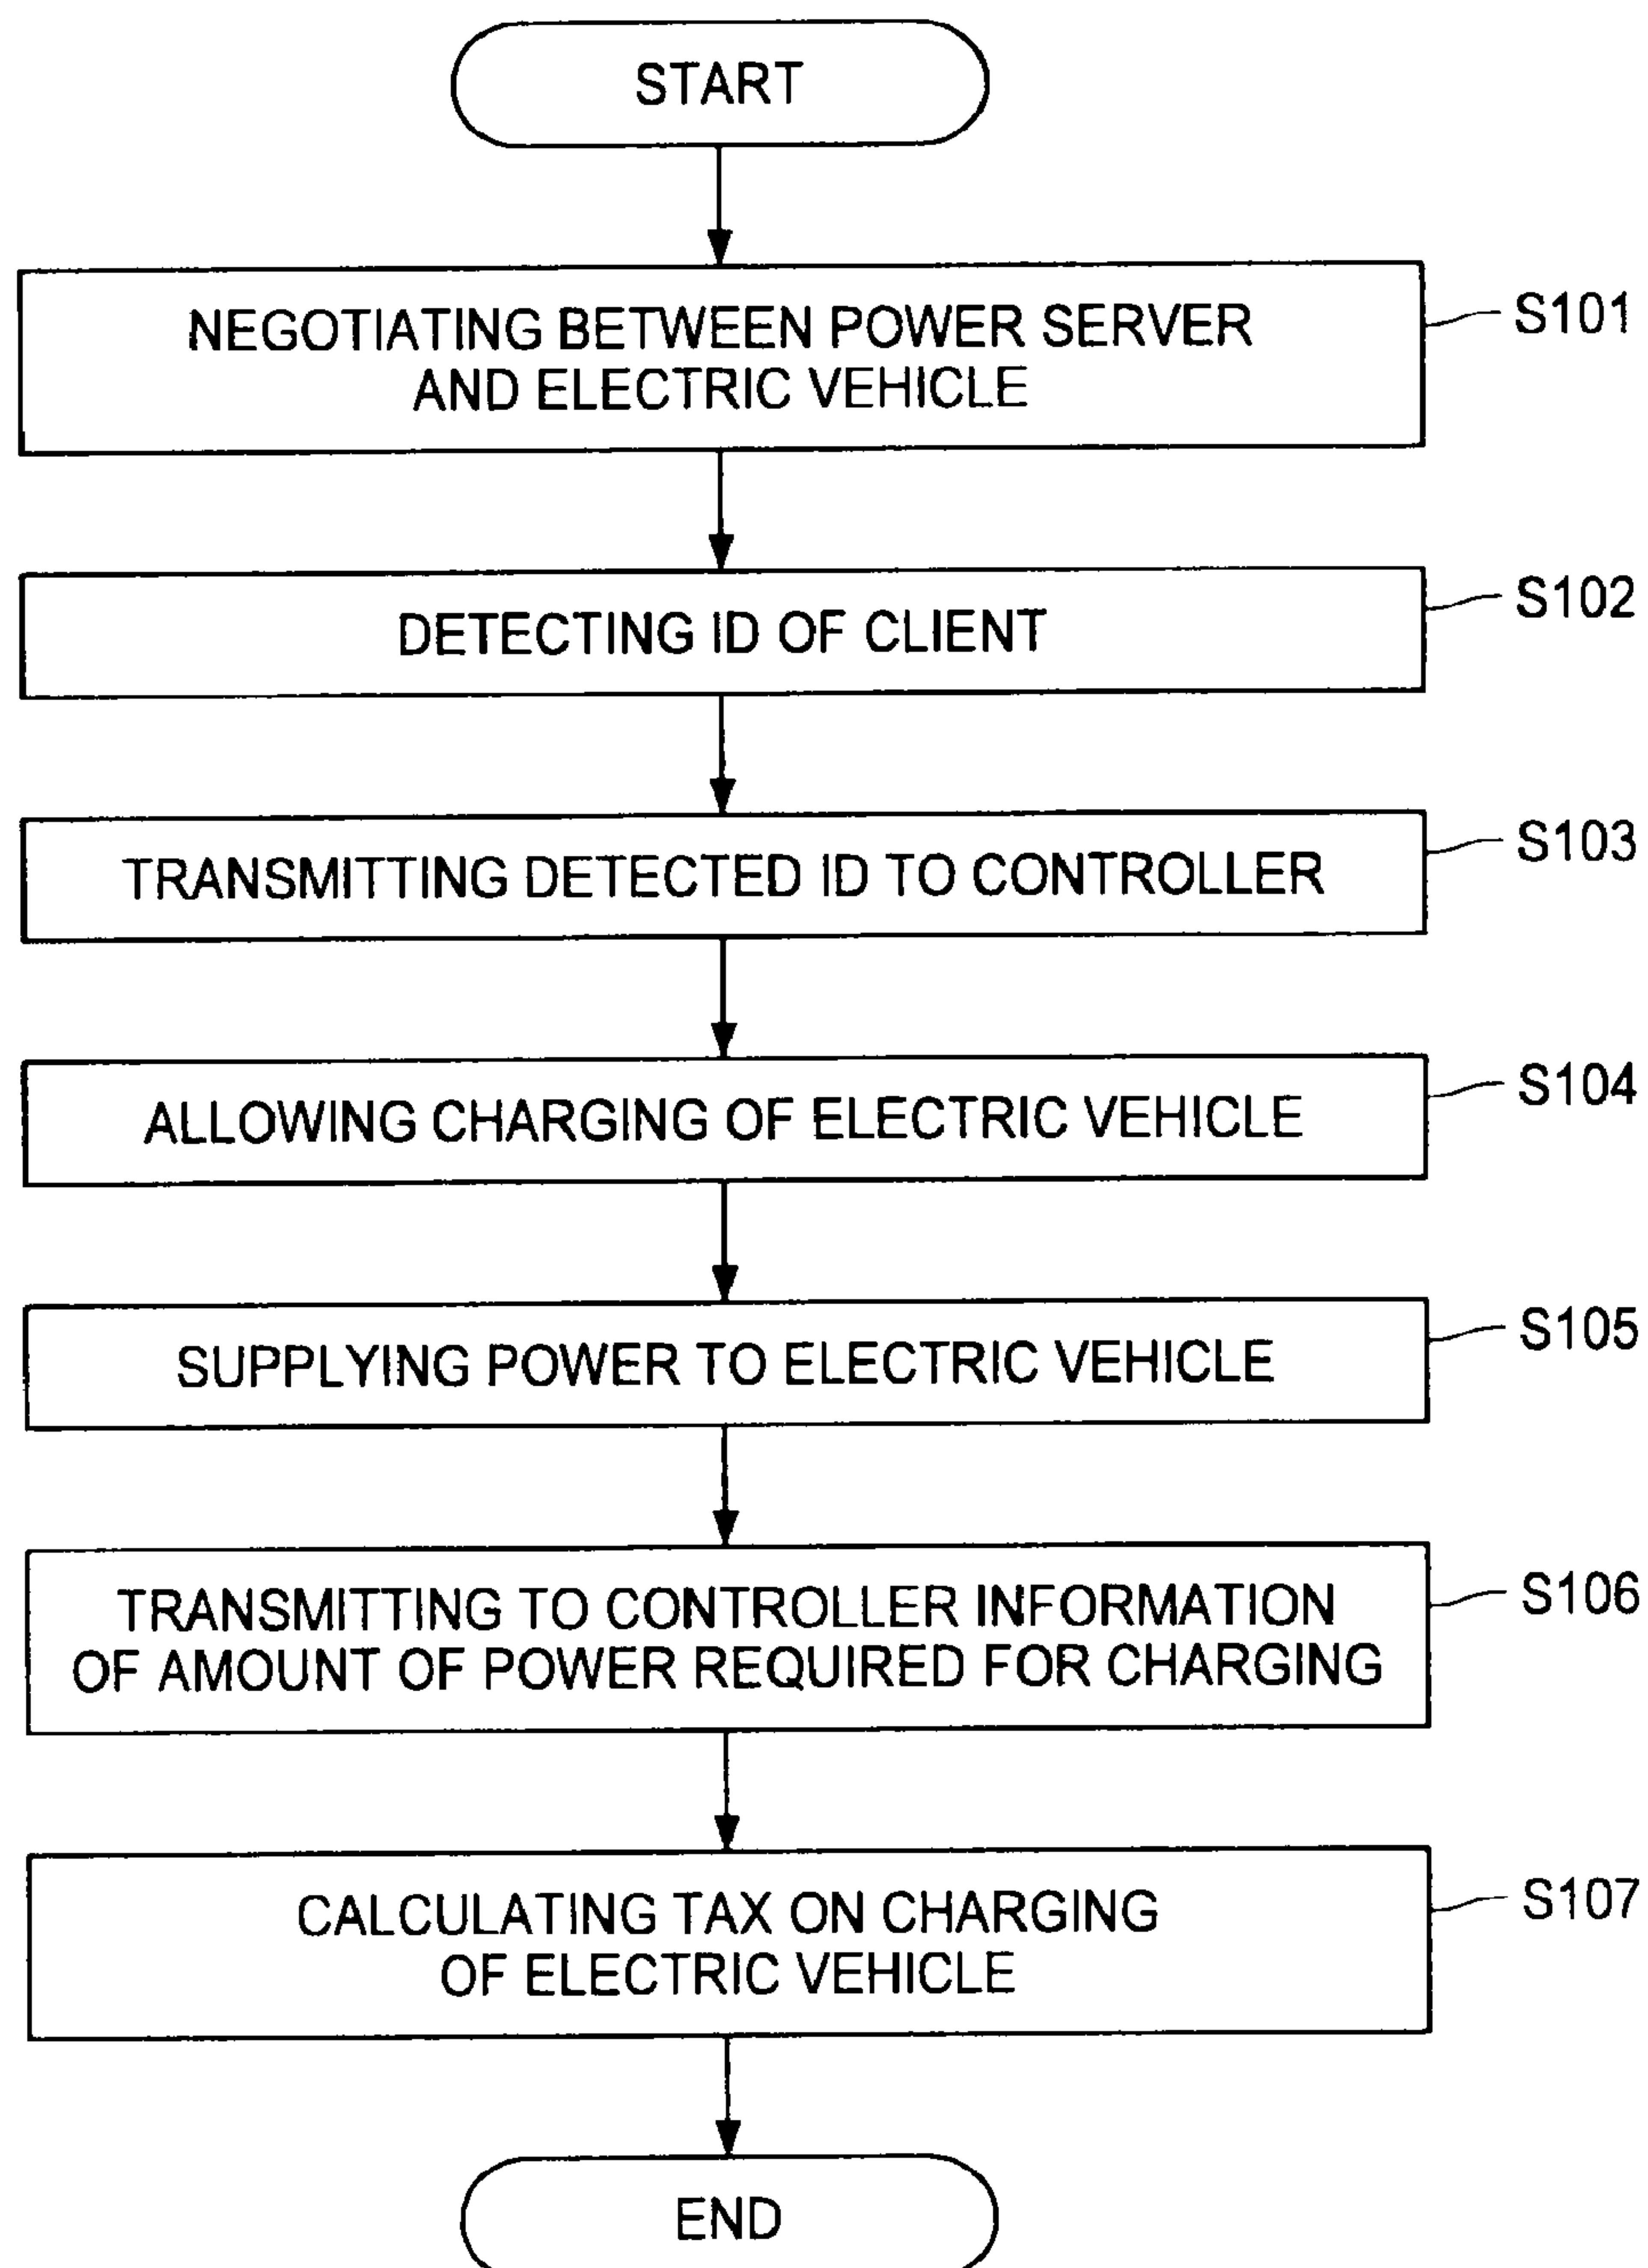 START
NEGOTIATING BETWEEN POWER SERVER
AND ELECTRIC VEHICLE
S101
DETECTING ID OF CLIENT
S102
TRANSMITTING DETECTED ID TO CONTROLLER
S103
ALLOWING CHARGING OF ELECTRIC VEHICLE
S104
SUPPLYING POWER TO ELECTRIC VEHICLE
S105
TRANSMITTING TO CONTROLLER INFORMATION
OF AMOUNT OF POWER REQUIRED FOR CHARGING
S106
CALCULATING TAX ON CHARGING
OF ELECTRIC VEHICLE
S107
END